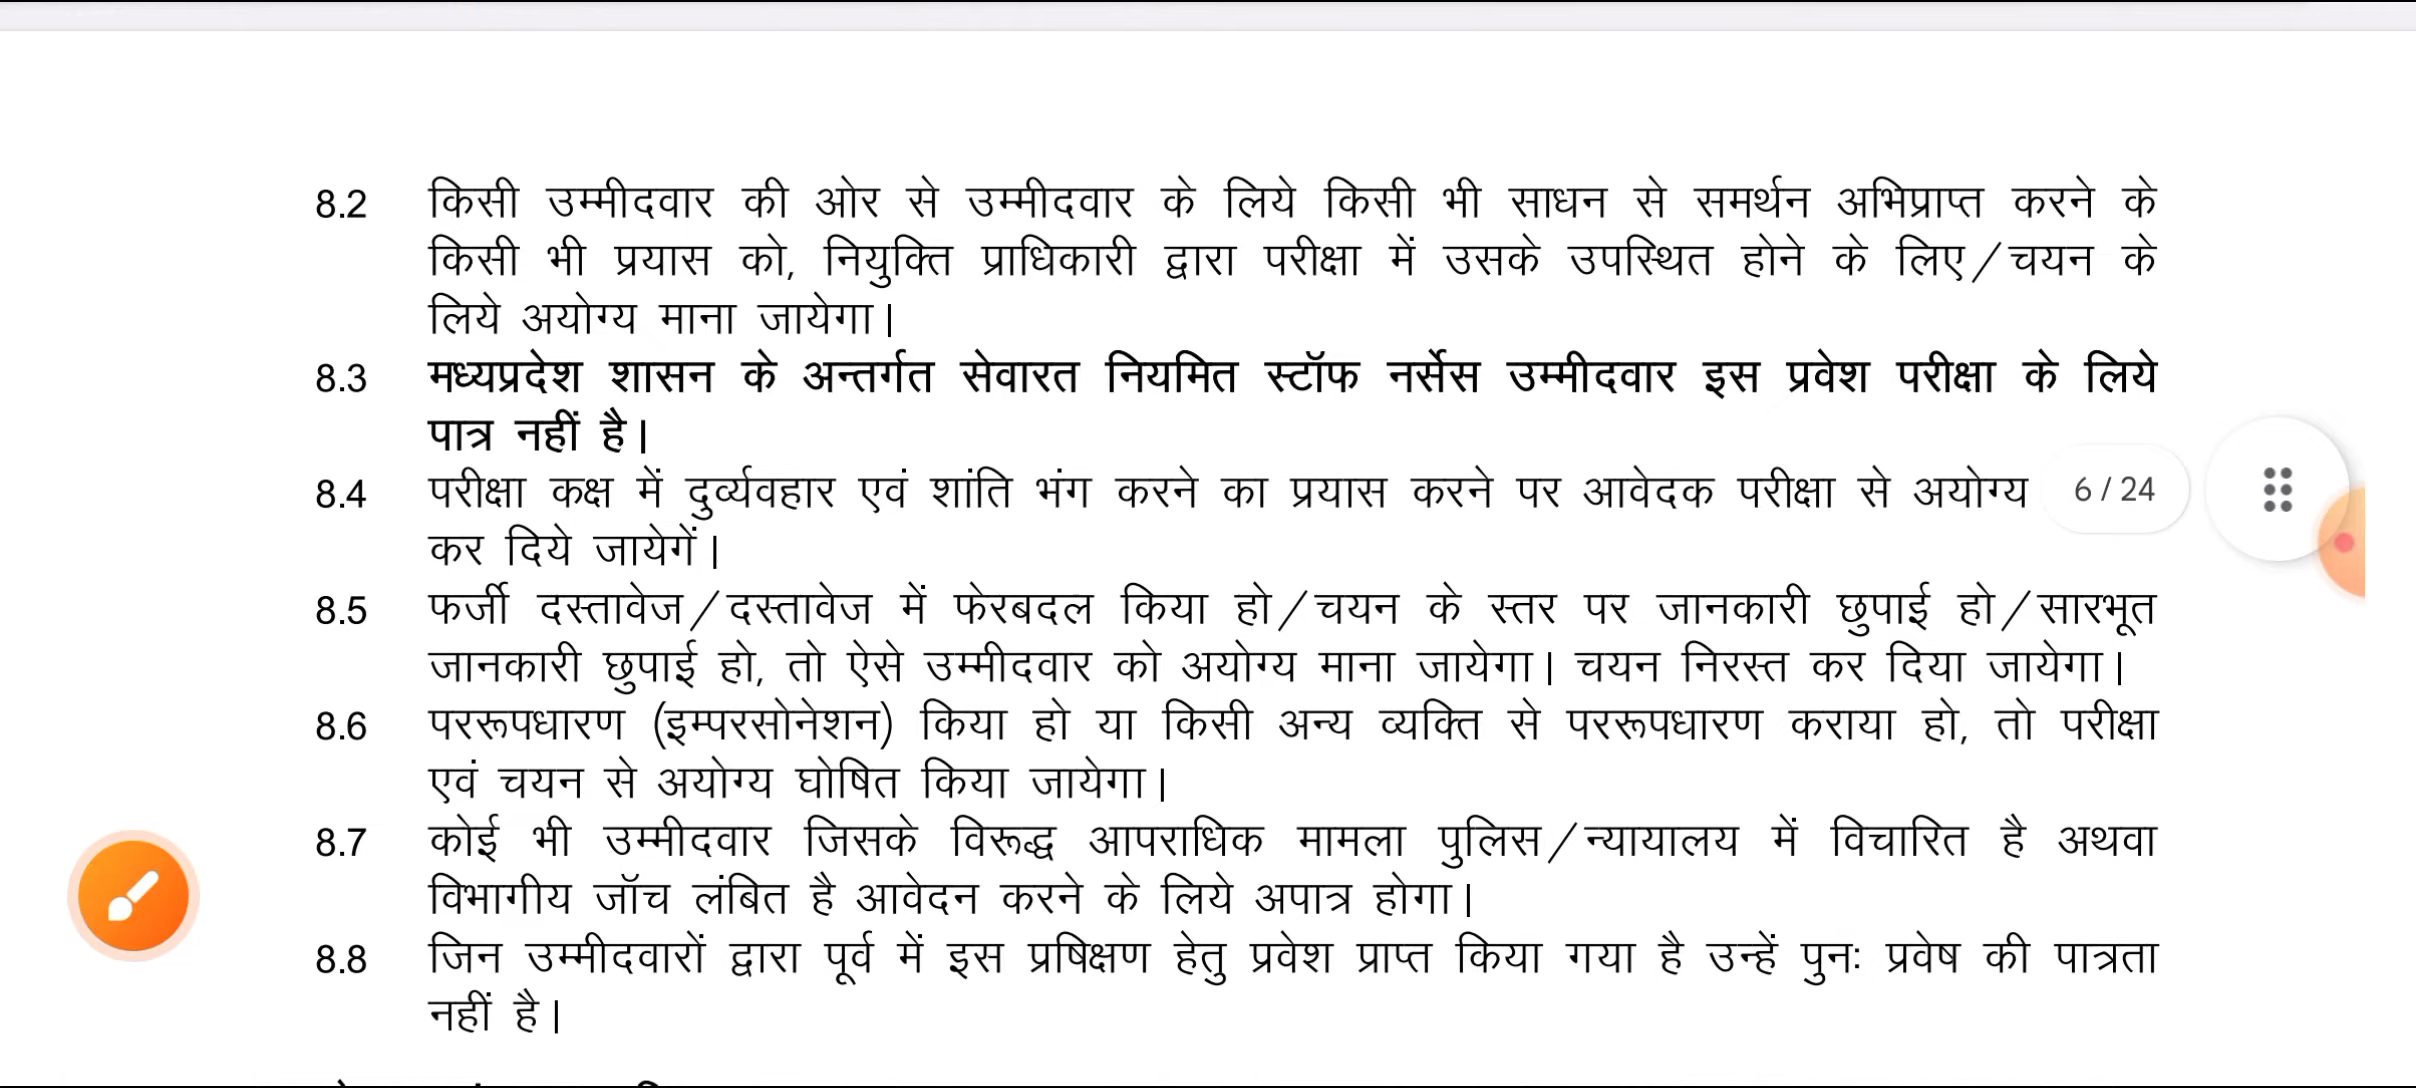 8.2 किसी उम्मीदवार की ओर से उम्मीदवार के लिये किसी भी साधन से समर्थन अभिप्राप्त करने के
किसी भी प्रयास को, नियुक्ति प्राधिकारी द्वारा परीक्षा में उसके उपस्थित होने के लिए/चयन के
लिये अयोग्य माना जायेगा।
8.3 मध्यप्रदेश शासन के अन्तर्गत सेवारत नियमित स्टॉफ नर्सेस उम्मीदवार इस प्रवेश परीक्षा के लिये
पात्र नहीं है।
8.4 परीक्षा कक्ष में दुर्व्यवहार एवं शांति भंग करने का प्रयास करने पर आवेदक परीक्षा से अयोग्य 6 / 24
कर दिये जायेगें।
8.5 फर्जी दस्तावेज/दस्तावेज में फेरबदल किया हो/चयन के स्तर पर जानकारी छुपाई हो/सारभूत
जानकारी छुपाई हो, तो ऐसे उम्मीदवार को अयोग्य माना जायेगा। चयन निरस्त कर दिया जायेगा।
8.6 पररूपधारण (इम्परसोनेशन) किया हो या किसी अन्य व्यक्ति से पररूपधारण कराया हो, तो परीक्षा
एवं चयन से अयोग्य घोषित किया जायेगा।
8.7 कोई भी उम्मीदवार जिसके विरूद्ध आपराधिक मामला पुलिस/न्यायालय में विचारित है अथवा
विभागीय जॉच लंबित है आवेदन करने के लिये अपात्र होगा।
8.8 जिन उम्मीदवारों द्वारा पूर्व में इस प्रषिक्षण हेतु प्रवेश प्राप्त किया गया है उन्हें पुनः प्रवेष की पात्रता
नहीं है।